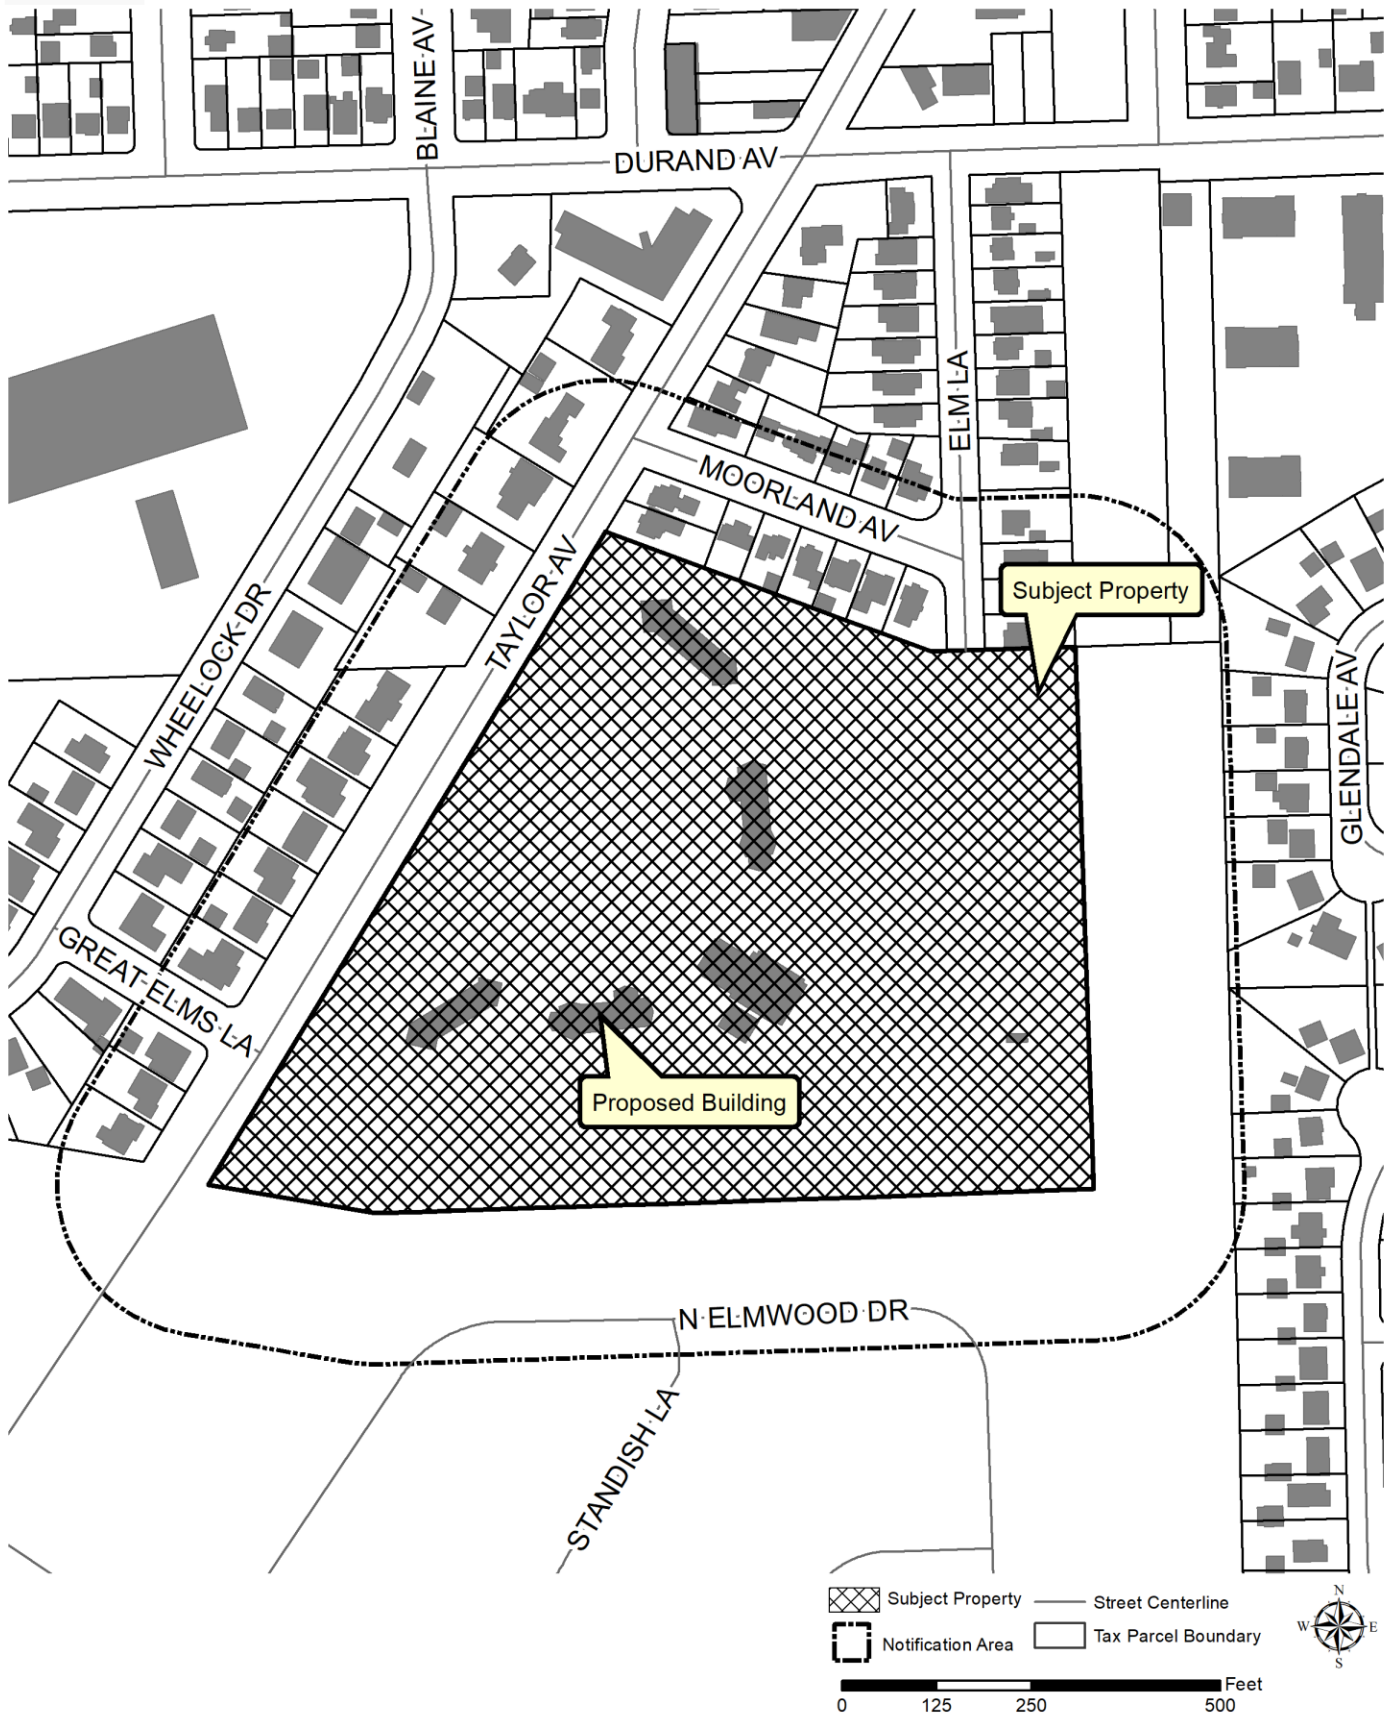 BLAINE AV
DURAND AV
ELM LA
MOORLAND AV
TAYLOR AV
Subject Property
WHEELOCK DR
GLENDALE AV
GREAT ELMS LA
Proposed Building
N ELMWOOD DR
STANDISH LA
Subject Property
Street Centerline
Notification Area
Tax Parcel Boundary
N
W
E
S
Feet
0 125 250 500